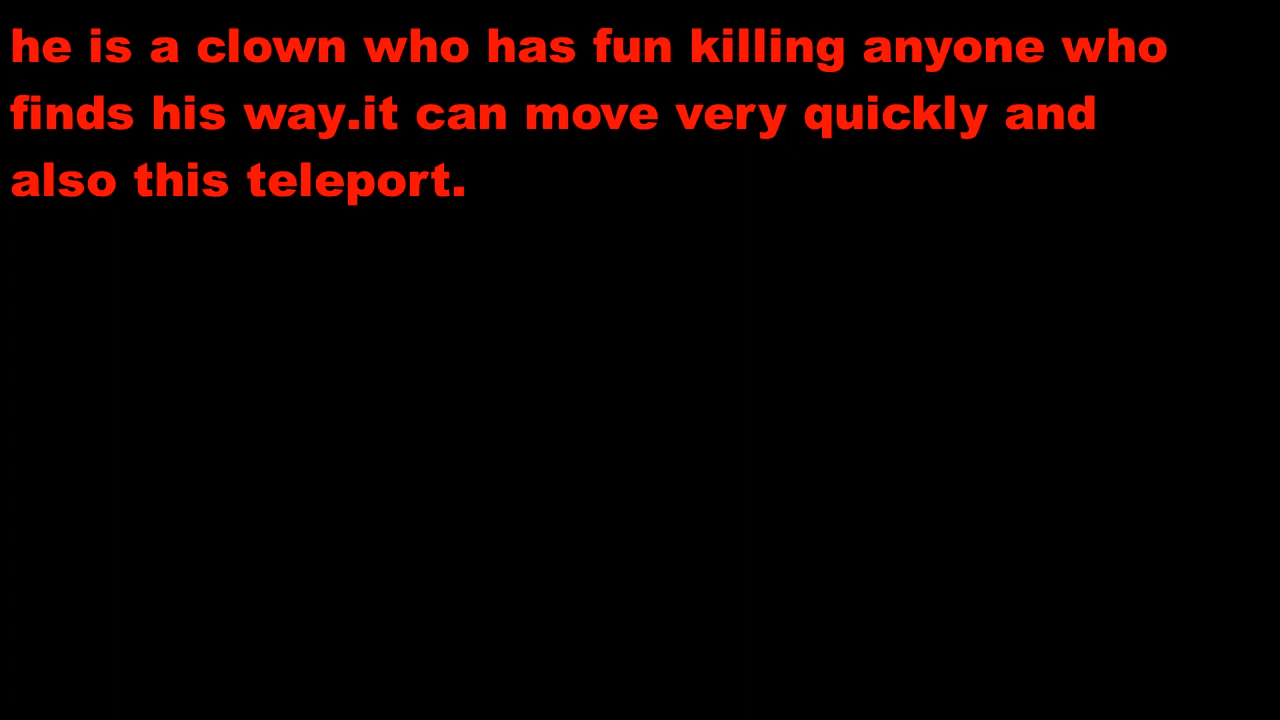 he is a clown who has fun killing anyone who
finds his way.it can move very quickly and
also this teleport.